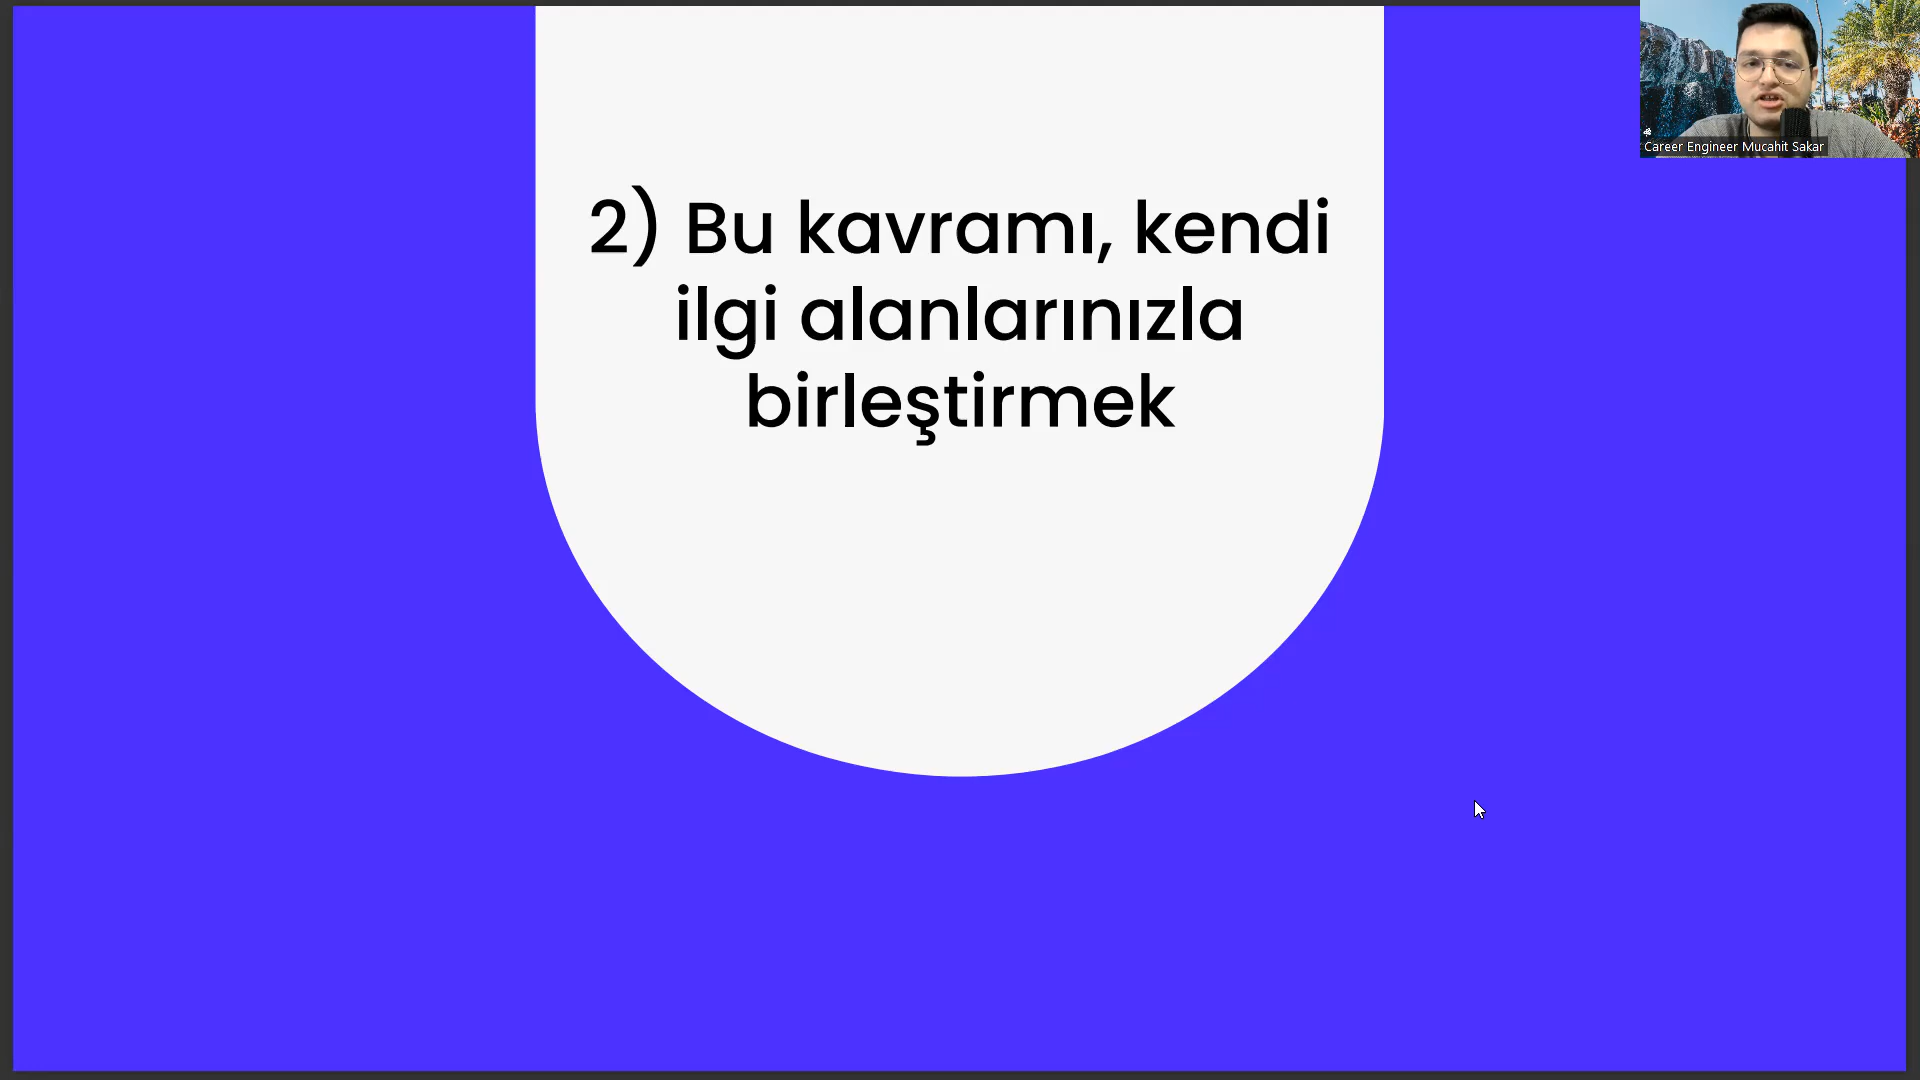 Career Engineer Mucahit Sakar
2) Bu kavramı, kendi
ilgi alanlarınızla
birleştirmek